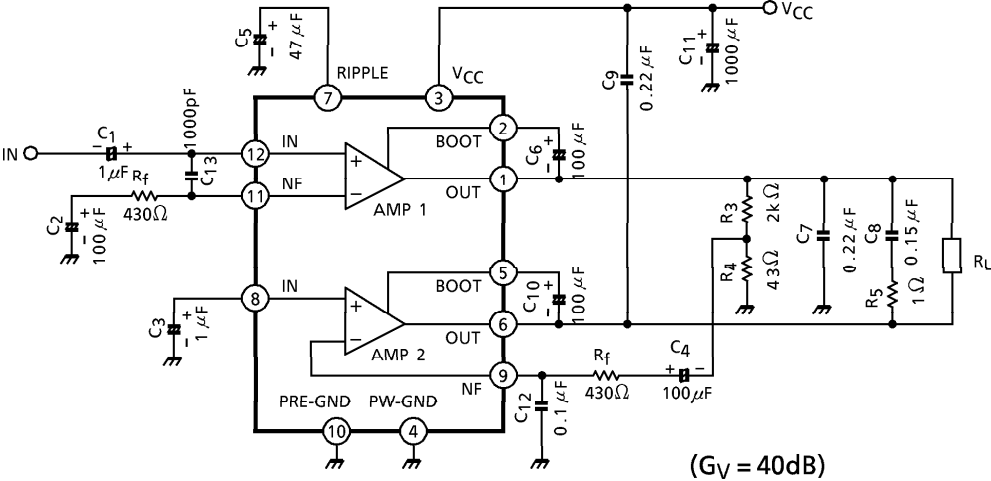 VCC
C5
+
-
47 μF
RIPPLE
VCC
7
3
C9
0.22 μF
C11
+
-
1000 μF
IN
C1
-
+
1μF
1000pF
C13
12
IN
11
NF
Rf
430Ω
C2
+
-
100 μF
+
-
AMP 1
BOOT
2
OUT
1
C6
+
-
100 μF
R3
2kΩ
R4
43Ω
C7
0.22 μF
C8
0.15 μF
R5
1Ω
RL
8
IN
C3
+
-
1 μF
+
-
AMP 2
BOOT
5
OUT
6
C10
+
-
100 μF
NF
9
C12
0.1 μF
Rf
430Ω
C4
+
-
100μF
PRE-GND
PW-GND
10
4
(GV = 40dB)